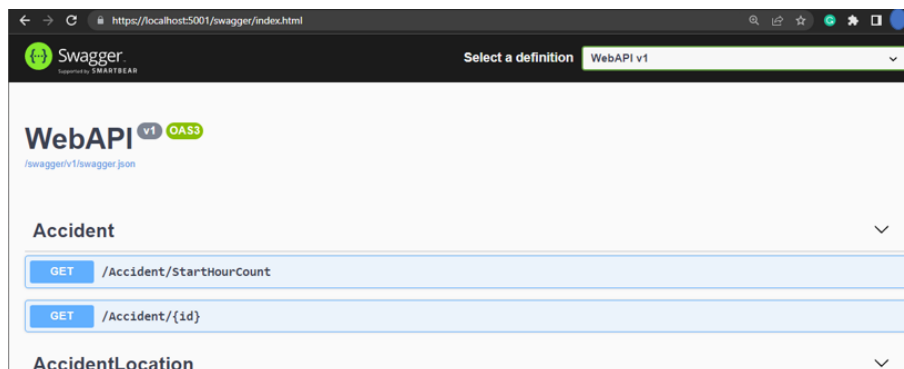 https://localhost:5001/swagger/index.html
Swagger
Supported by SMARTBEAR
Select a definition WebAPI v1
WebAPI v1 OAS3
/swagger/v1/swagger.json
Accident
GET /Accident/StartHourCount
GET /Accident/{id}
AccidentLocation